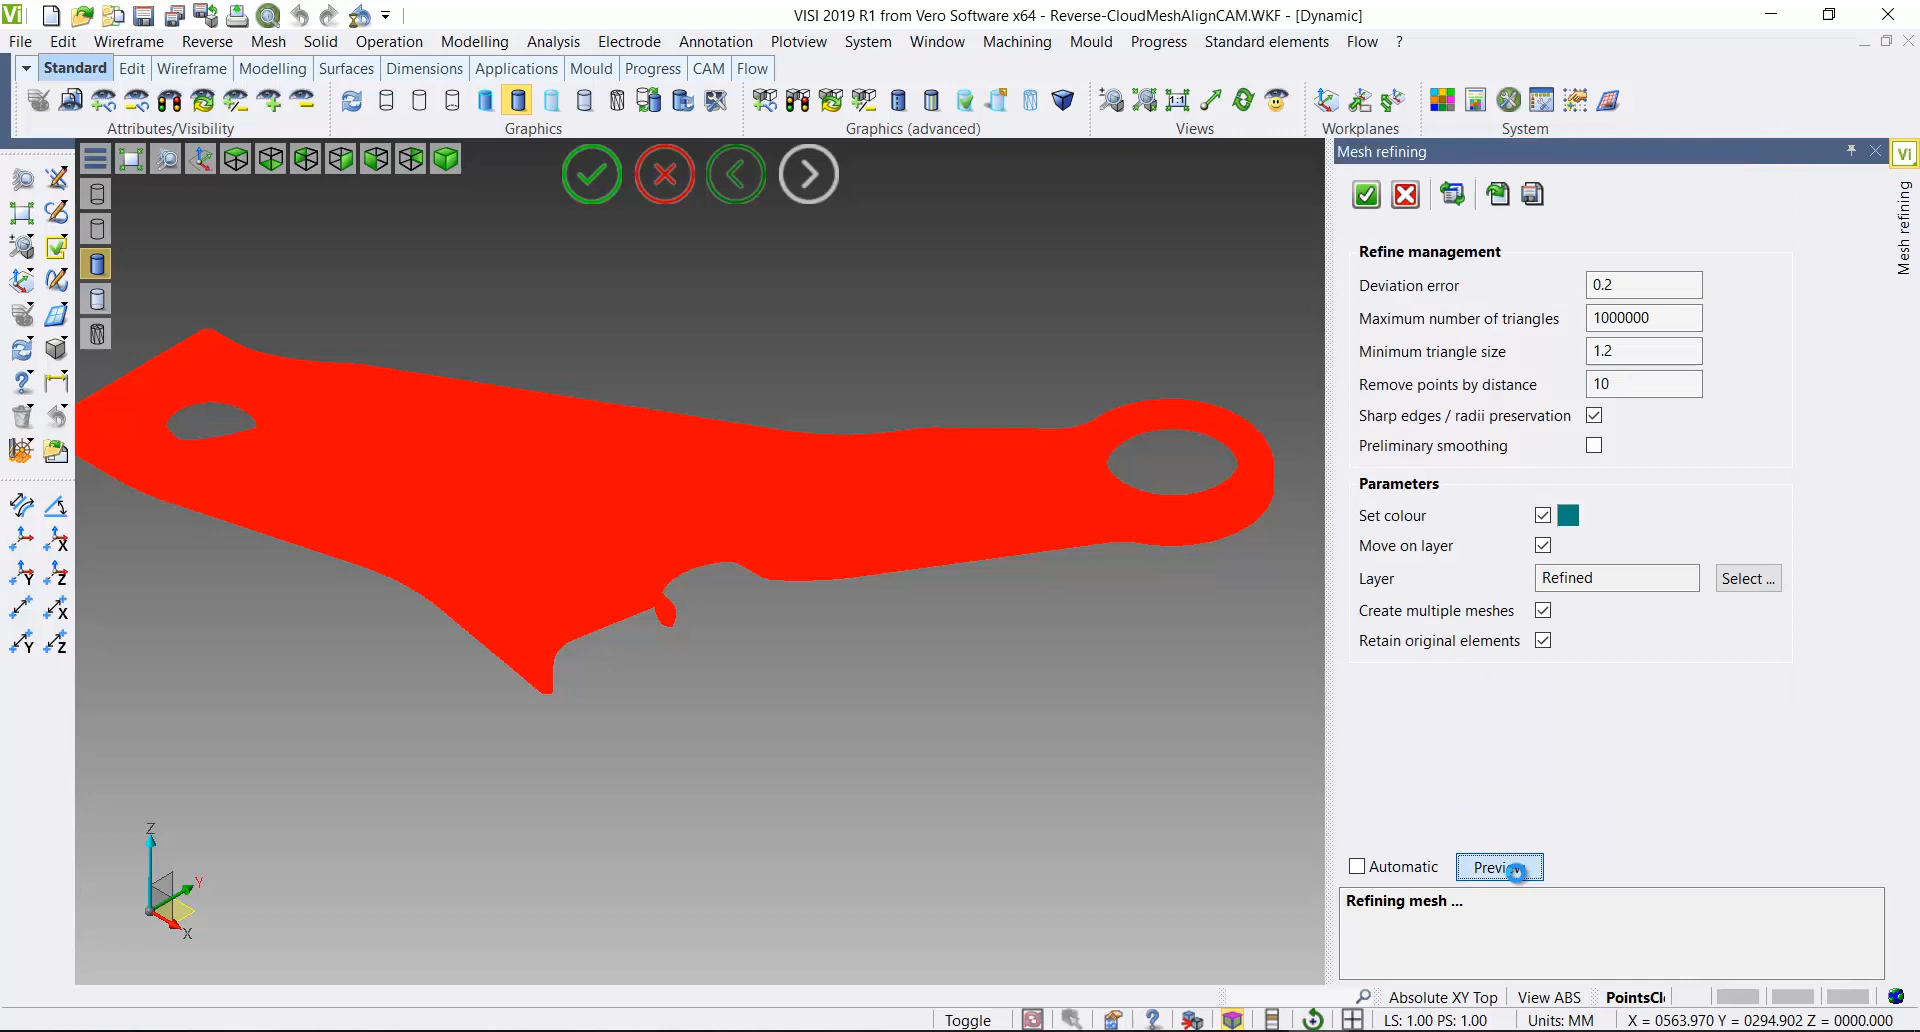 Vi
VISI 2019 R1 from Vero Software x64 - Reverse-CloudMeshAlignCAM.WKF - [Dynamic]
File Edit Wireframe Reverse Mesh Solid Operation Modelling Analysis Electrode Annotation Plotview System Window Machining Mould Progress Standard elements Flow ?
Standard Edit Wireframe Modelling Surfaces Dimensions Applications Mould Progress CAM Flow
Attributes/Visibility Graphics Graphics (advanced) Views Workplanes System
Mesh refining
Vi
Mesh refining
Refine management
Deviation error 0.2
Maximum number of triangles 1000000
Minimum triangle size 1.2
Remove points by distance 10
Sharp edges / radii preservation
Preliminary smoothing
Parameters
Set colour
Move on layer
Layer Refined Select ...
Create multiple meshes
Retain original elements
X
Y Z
X
Y Z
Z
Y
X
Automatic
Refining mesh ...
Absolute XY Top View ABS
Toggle LS: 1.00 PS: 1.00 Units: MM X = 0563.970 Y = 0294.902 Z = 0000.000